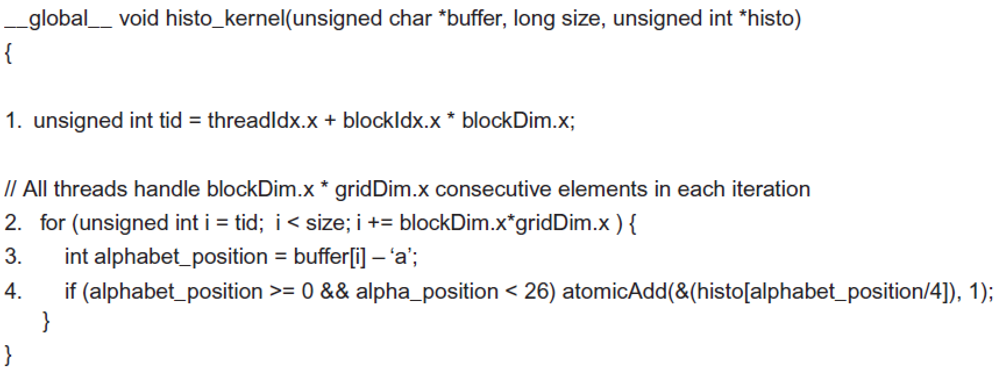 __global__ void histo_kernel(unsigned char *buffer, long size, unsigned int *histo)
{
1. unsigned int tid = threadIdx.x + blockIdx.x * blockDim.x;
// All threads handle blockDim.x * gridDim.x consecutive elements in each iteration
2. for (unsigned int i = tid; i < size; i += blockDim.x*gridDim.x ) {
3. int alphabet_position = buffer[i] – ‘a’;
4. if (alphabet_position >= 0 && alpha_position < 26) atomicAdd(&(histo[alphabet_position/4]), 1);
}
}